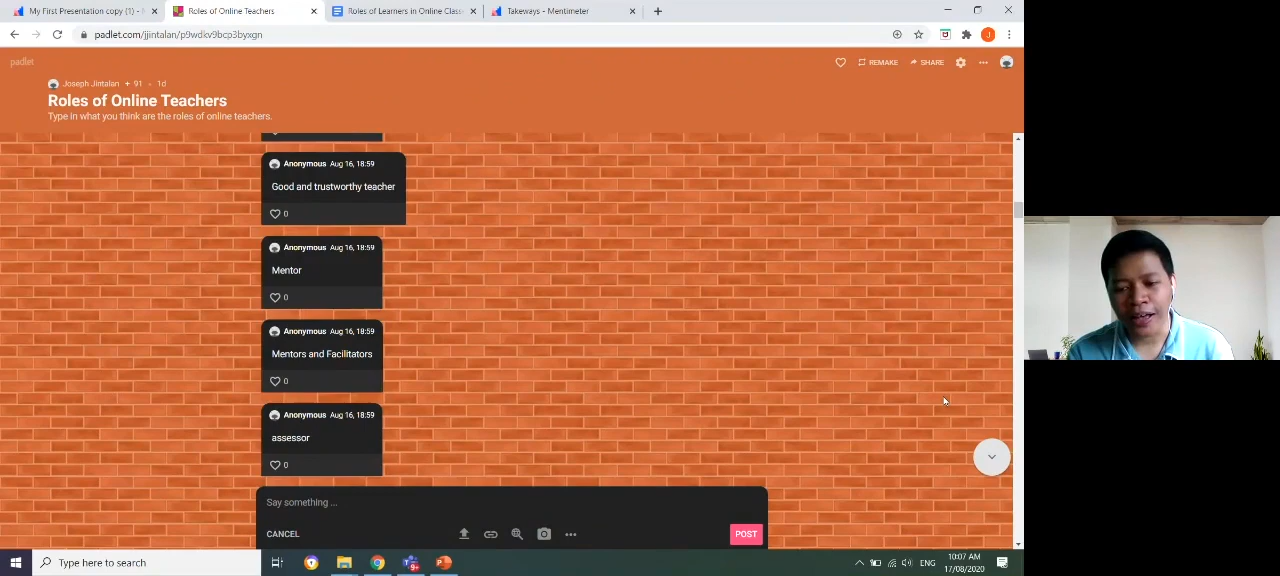 My First Presentation copy (1) -
Roles of Online Teachers
Roles of Learners in Online Class
Takeways - Mentimeter
padlet.com/jjintalan/p9wdkv9bcp3byxgn
J
padlet
REMAKE
SHARE
Joseph Jintalan + 91 • 1d
Roles of Online Teachers
Type in what you think are the roles of online teachers.
Anonymous Aug 16, 18:59
Good and trustworthy teacher
0
Anonymous Aug 16, 18:59
Mentor
0
Anonymous Aug 16, 18:59
Mentors and Facilitators
0
Anonymous Aug 16, 18:59
assessor
0
Say something ...
CANCEL
POST
Type here to search
9+
ENG
10:07 AM
17/08/2020